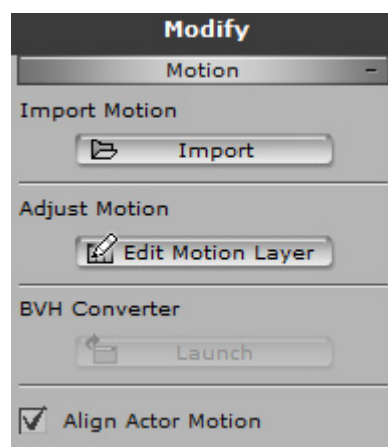 Modify
Motion -
Import Motion
Import
Adjust Motion
Edit Motion Layer
BVH Converter
Launch
Align Actor Motion